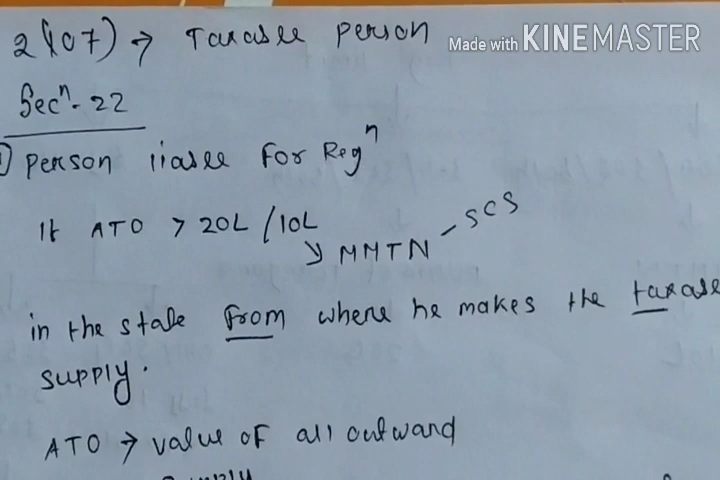 Made with KINEMASTER
2(107) → Taxable person
Secⁿ - 22
1) person liable For Regⁿ
If ATO > 20L / 10L
↘ MMTN - SCS
in the state From where he makes the taxable
supply.
ATO → value of all outward
supply